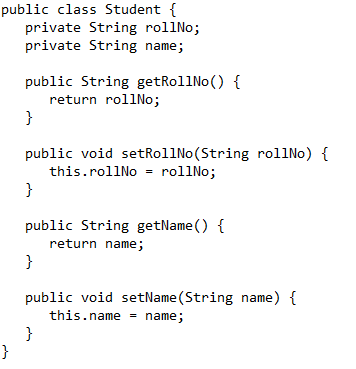 public class Student {
   private String rollNo;
   private String name;

   public String getRollNo() {
      return rollNo;
   }

   public void setRollNo(String rollNo) {
      this.rollNo = rollNo;
   }

   public String getName() {
      return name;
   }

   public void setName(String name) {
      this.name = name;
   }
}